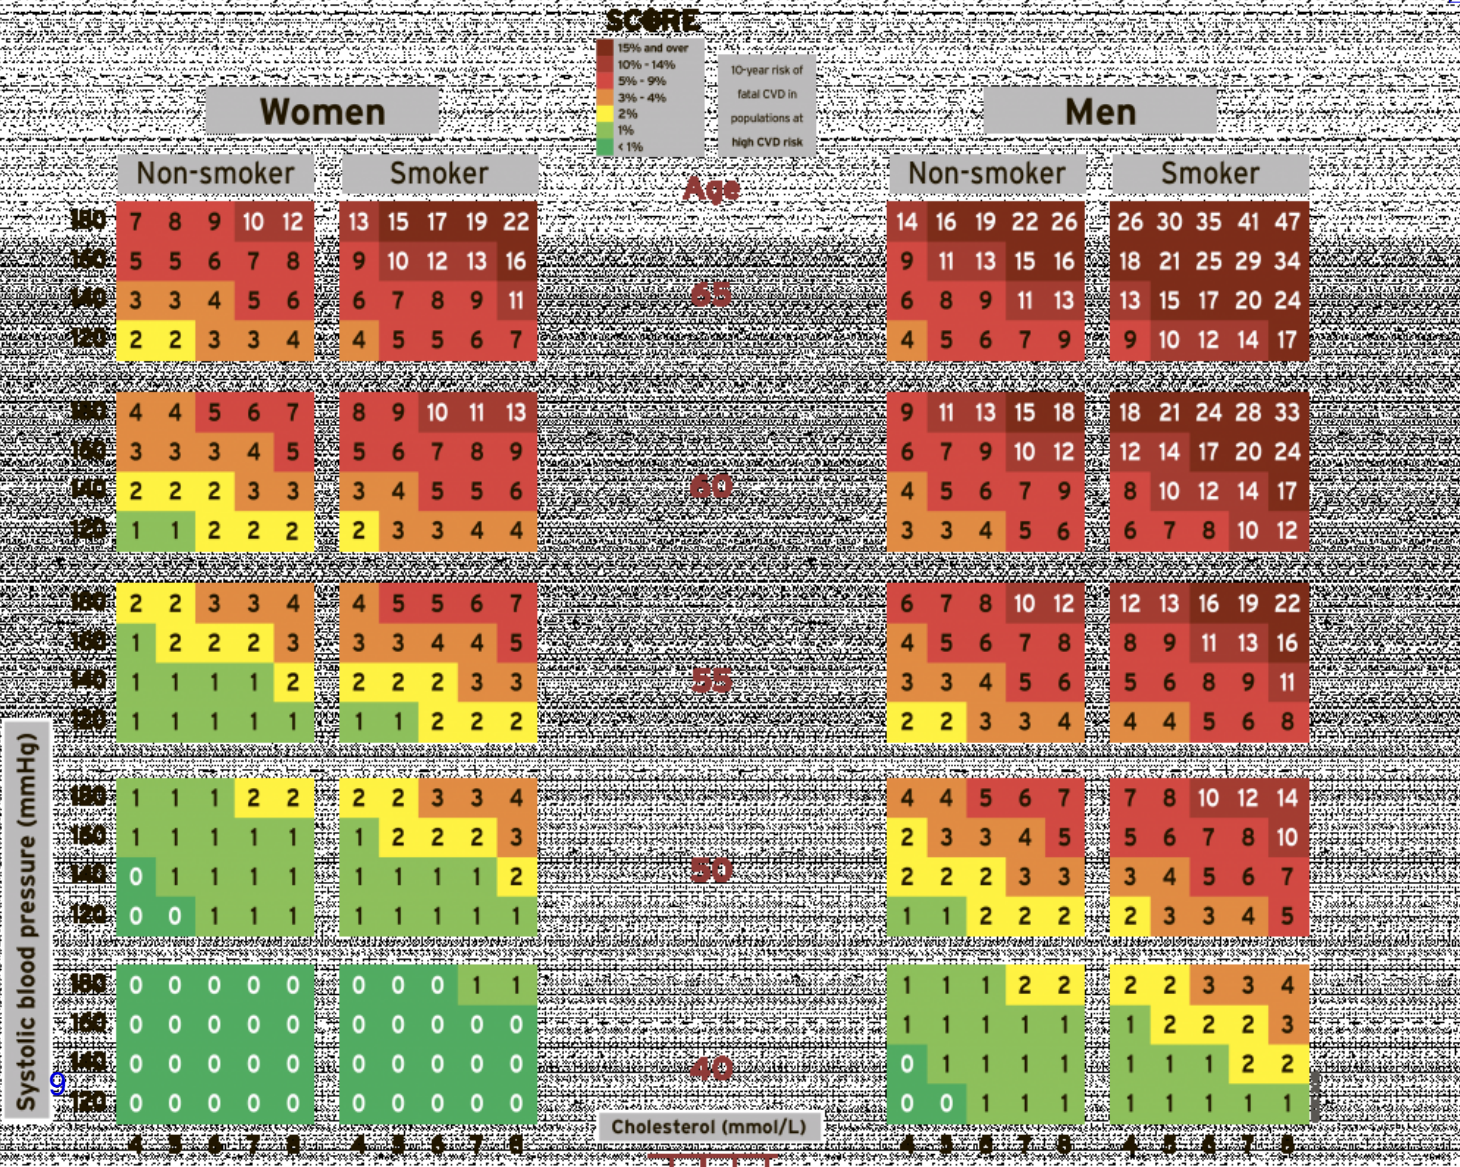 SCORE
15% and over
10% - 14%
5% - 9%
3% - 4%
2%
1%
< 1%
10-year risk of
fatal CVD in
populations at
high CVD risk
Women
Men
Non-smoker Smoker
Age
Non-smoker Smoker
180 7 8 9 10 12 13 15 17 19 22 14 16 19 22 26 26 30 35 41 47
160 5 5 6 7 8 9 10 12 13 16 9 11 13 15 16 18 21 25 29 34
65
140 3 3 4 5 6 6 7 8 9 11 6 8 9 11 13 13 15 17 20 24
120 2 2 3 3 4 4 5 5 6 7 4 5 6 7 9 9 10 12 14 17
180 4 4 5 6 7 8 9 10 11 13 9 11 13 15 18 18 21 24 28 33
160 3 3 3 4 5 5 6 7 8 9 6 7 9 10 12 12 14 17 20 24
60
140 2 2 2 3 3 3 4 5 5 6 4 5 6 7 9 8 10 12 14 17
120 1 1 2 2 2 2 3 3 4 4 3 3 4 5 6 6 7 8 10 12
180 2 2 3 3 4 4 5 5 6 7 6 7 8 10 12 12 13 16 19 22
160 1 2 2 2 3 3 3 4 4 5 4 5 6 7 8 8 9 11 13 16
55
140 1 1 1 1 2 2 2 2 3 3 3 3 4 5 6 5 6 8 9 11
120 1 1 1 1 1 1 1 2 2 2 2 2 3 3 4 4 4 5 6 8
180 1 1 1 2 2 2 2 3 3 4 4 4 5 6 7 7 8 10 12 14
160 1 1 1 1 1 1 2 2 2 3 2 3 3 4 5 5 6 7 8 10
50
140 0 1 1 1 1 1 1 1 1 2 2 2 2 3 3 3 4 5 6 7
120 0 0 1 1 1 1 1 1 1 1 1 1 2 2 2 2 3 3 4 5
180 0 0 0 0 0 0 0 0 1 1 1 1 1 2 2 2 2 3 3 4
160 0 0 0 0 0 0 0 0 0 0 1 1 1 1 1 1 2 2 2 3
40
140 0 0 0 0 0 0 0 0 0 0 0 1 1 1 1 1 1 1 2 2
120 0 0 0 0 0 0 0 0 0 0 0 0 1 1 1 1 1 1 1 1
4 5 6 7 8 4 5 6 7 8 4 5 6 7 8 4 5 6 7 8
Cholesterol (mmol/L)
Systolic blood pressure (mmHg)
9